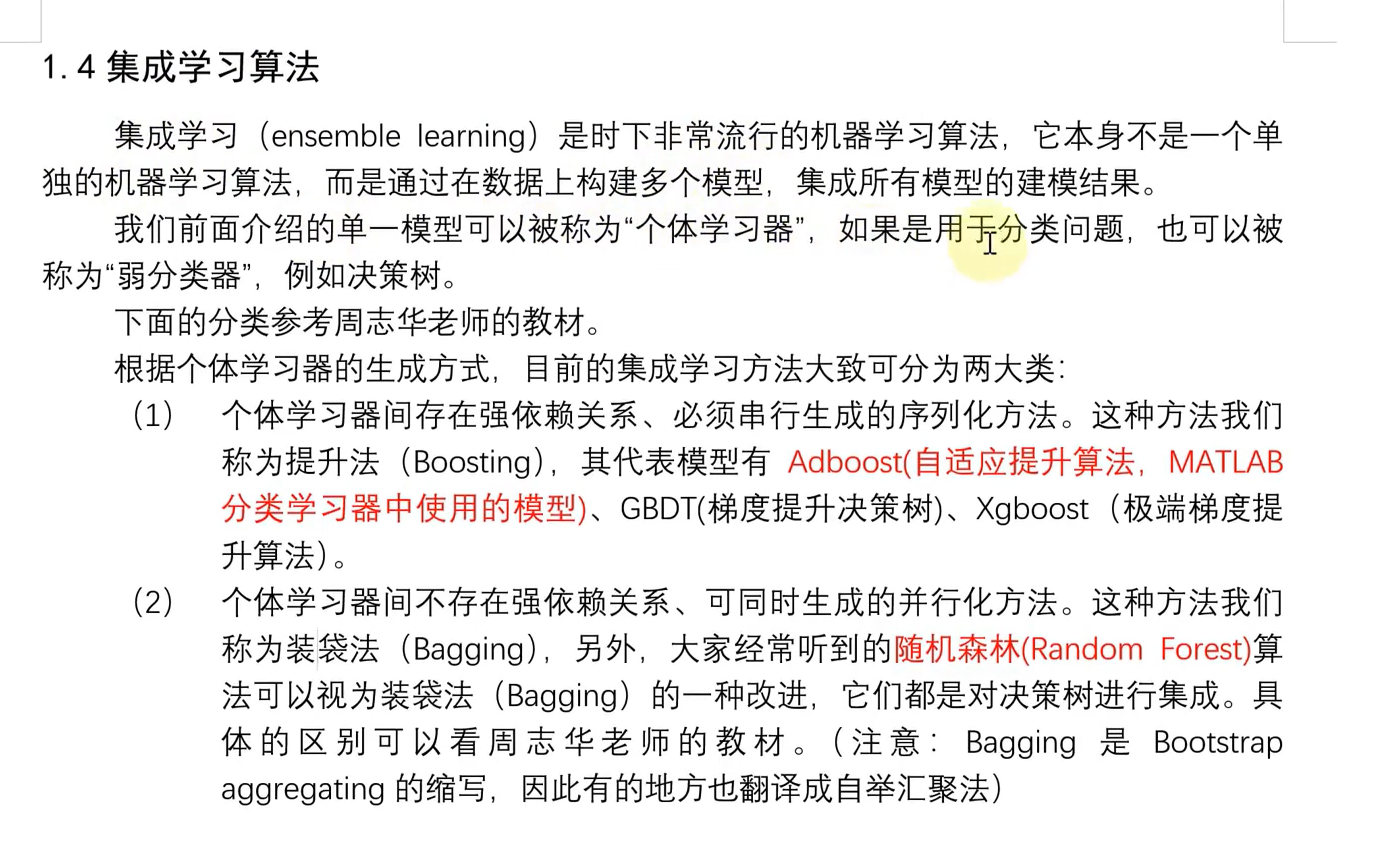 1.4 集成学习算法
集成学习（ensemble learning）是时下非常流行的机器学习算法，它本身不是一个单
独的机器学习算法，而是通过在数据上构建多个模型，集成所有模型的建模结果。
我们前面介绍的单一模型可以被称为“个体学习器”，如果是用于分类问题，也可以被
称为“弱分类器”，例如决策树。
下面的分类参考周志华老师的教材。
根据个体学习器的生成方式，目前的集成学习方法大致可分为两大类：
（1） 个体学习器间存在强依赖关系、必须串行生成的序列化方法。这种方法我们
称为提升法（Boosting），其代表模型有 Adboost(自适应提升算法，MATLAB
分类学习器中使用的模型)、GBDT(梯度提升决策树)、Xgboost（极端梯度提
升算法）。
（2） 个体学习器间不存在强依赖关系、可同时生成的并行化方法。这种方法我们
称为装袋法（Bagging），另外，大家经常听到的随机森林(Random Forest)算
法可以视为装袋法（Bagging）的一种改进，它们都是对决策树进行集成。具
体的区别可以看周志华老师的教材。（注意：Bagging 是 Bootstrap
aggregating 的缩写，因此有的地方也翻译成自举汇聚法）